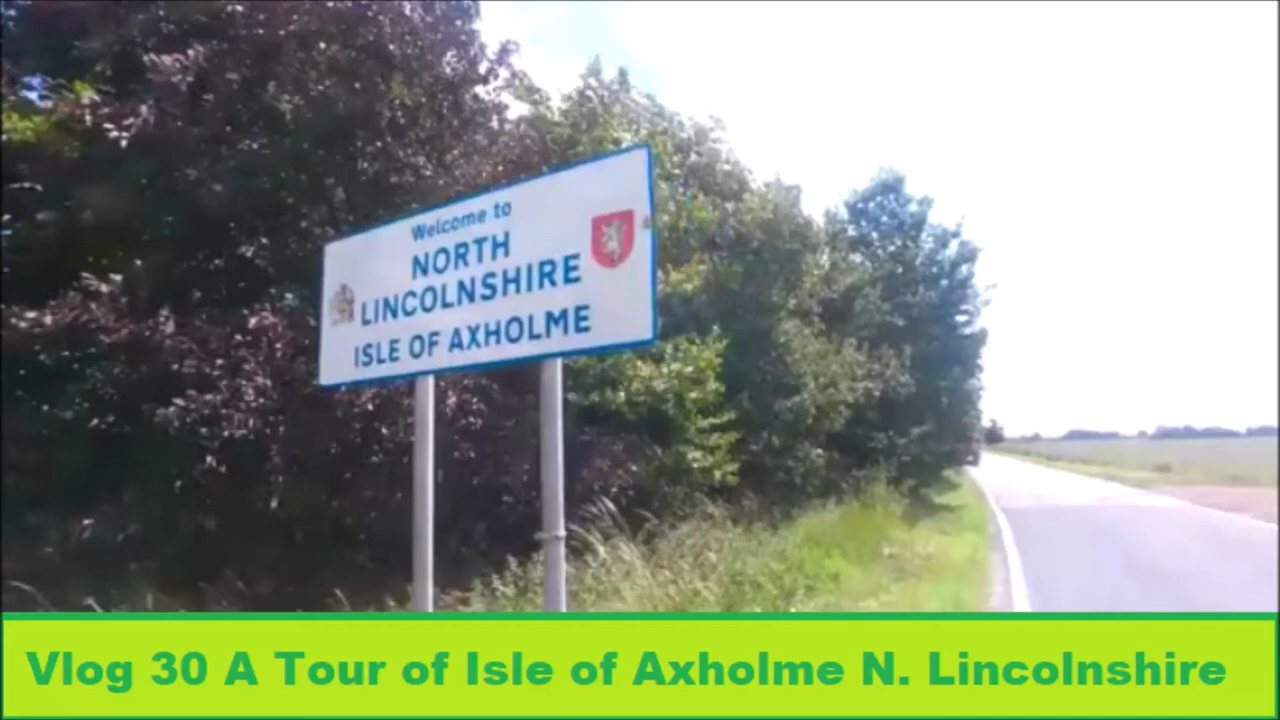 Welcome to
NORTH
LINCOLNSHIRE
ISLE OF AXHOLME
Vlog 30 A Tour of Isle of Axholme N. Lincolnshire